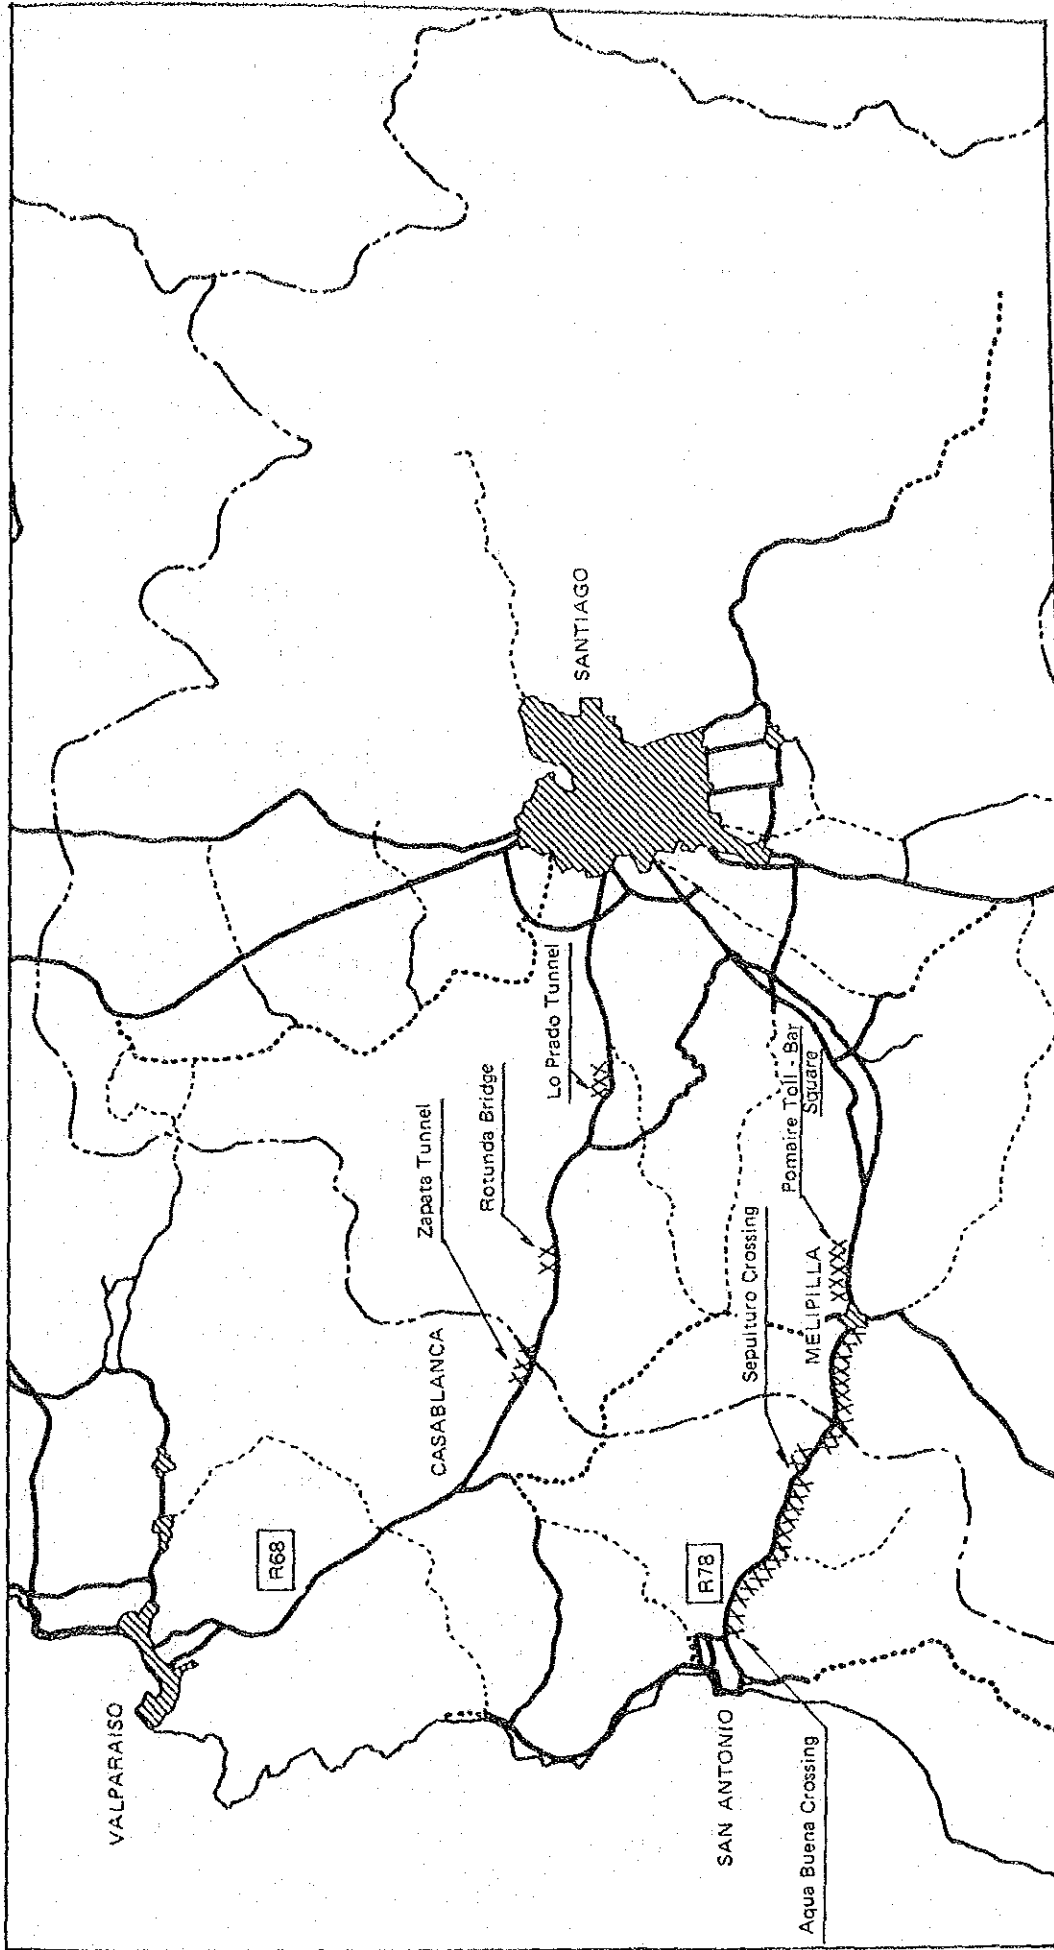 VALPARAISO
R68
CASABLANCA
Zapata Tunnel
Rotunda Bridge
Lo Prado Tunnel
SANTIAGO
SAN ANTONIO
R78
Aqua Buena Crossing
Sepulturo Crossing
MELIPILLA
Pomaire Toll - Bar
Square